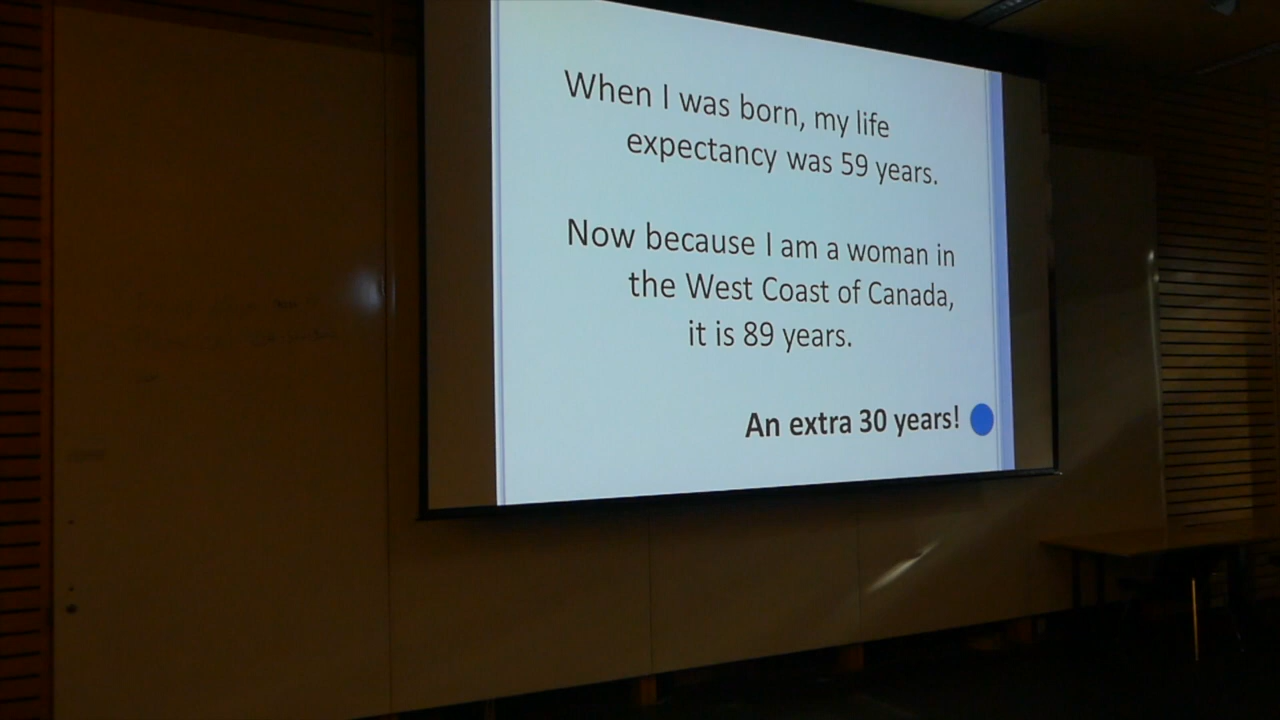 When I was born, my life
expectancy was 59 years.
Now because I am a woman in
the West Coast of Canada,
it is 89 years.
An extra 30 years!